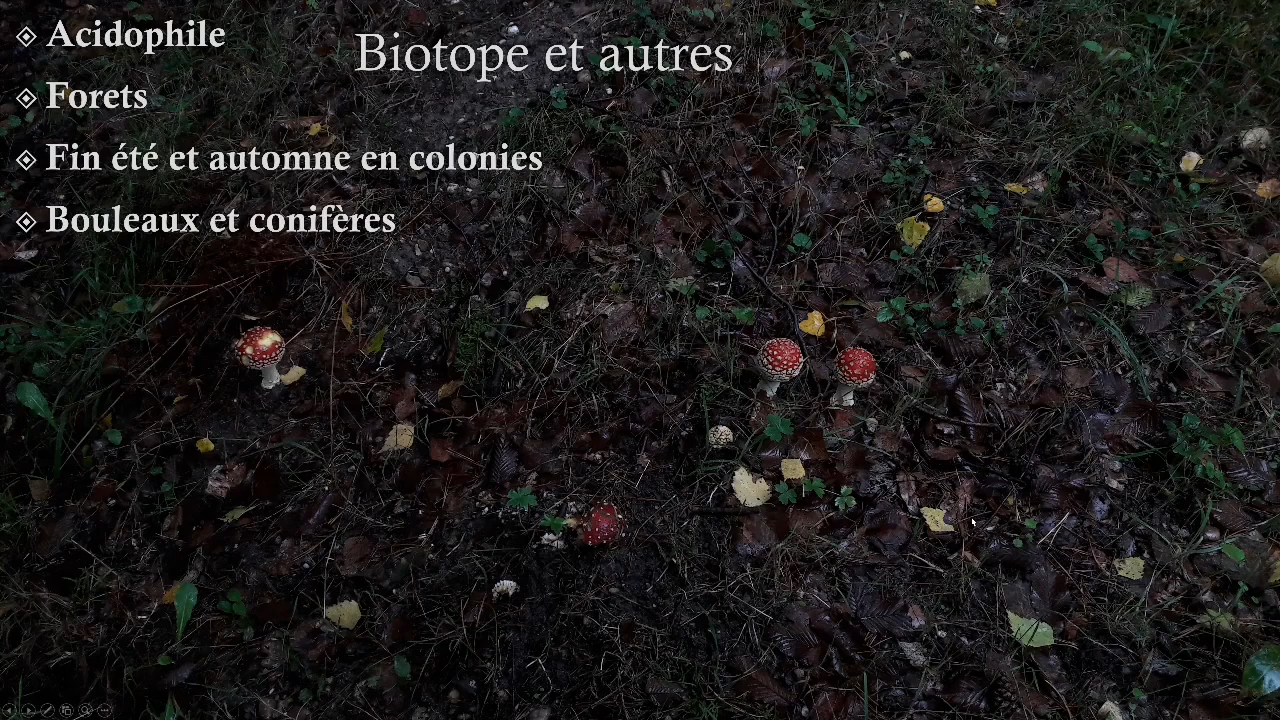 Biotope et autres
Acidophile
Forets
Fin été et automne en colonies
Bouleaux et conifères